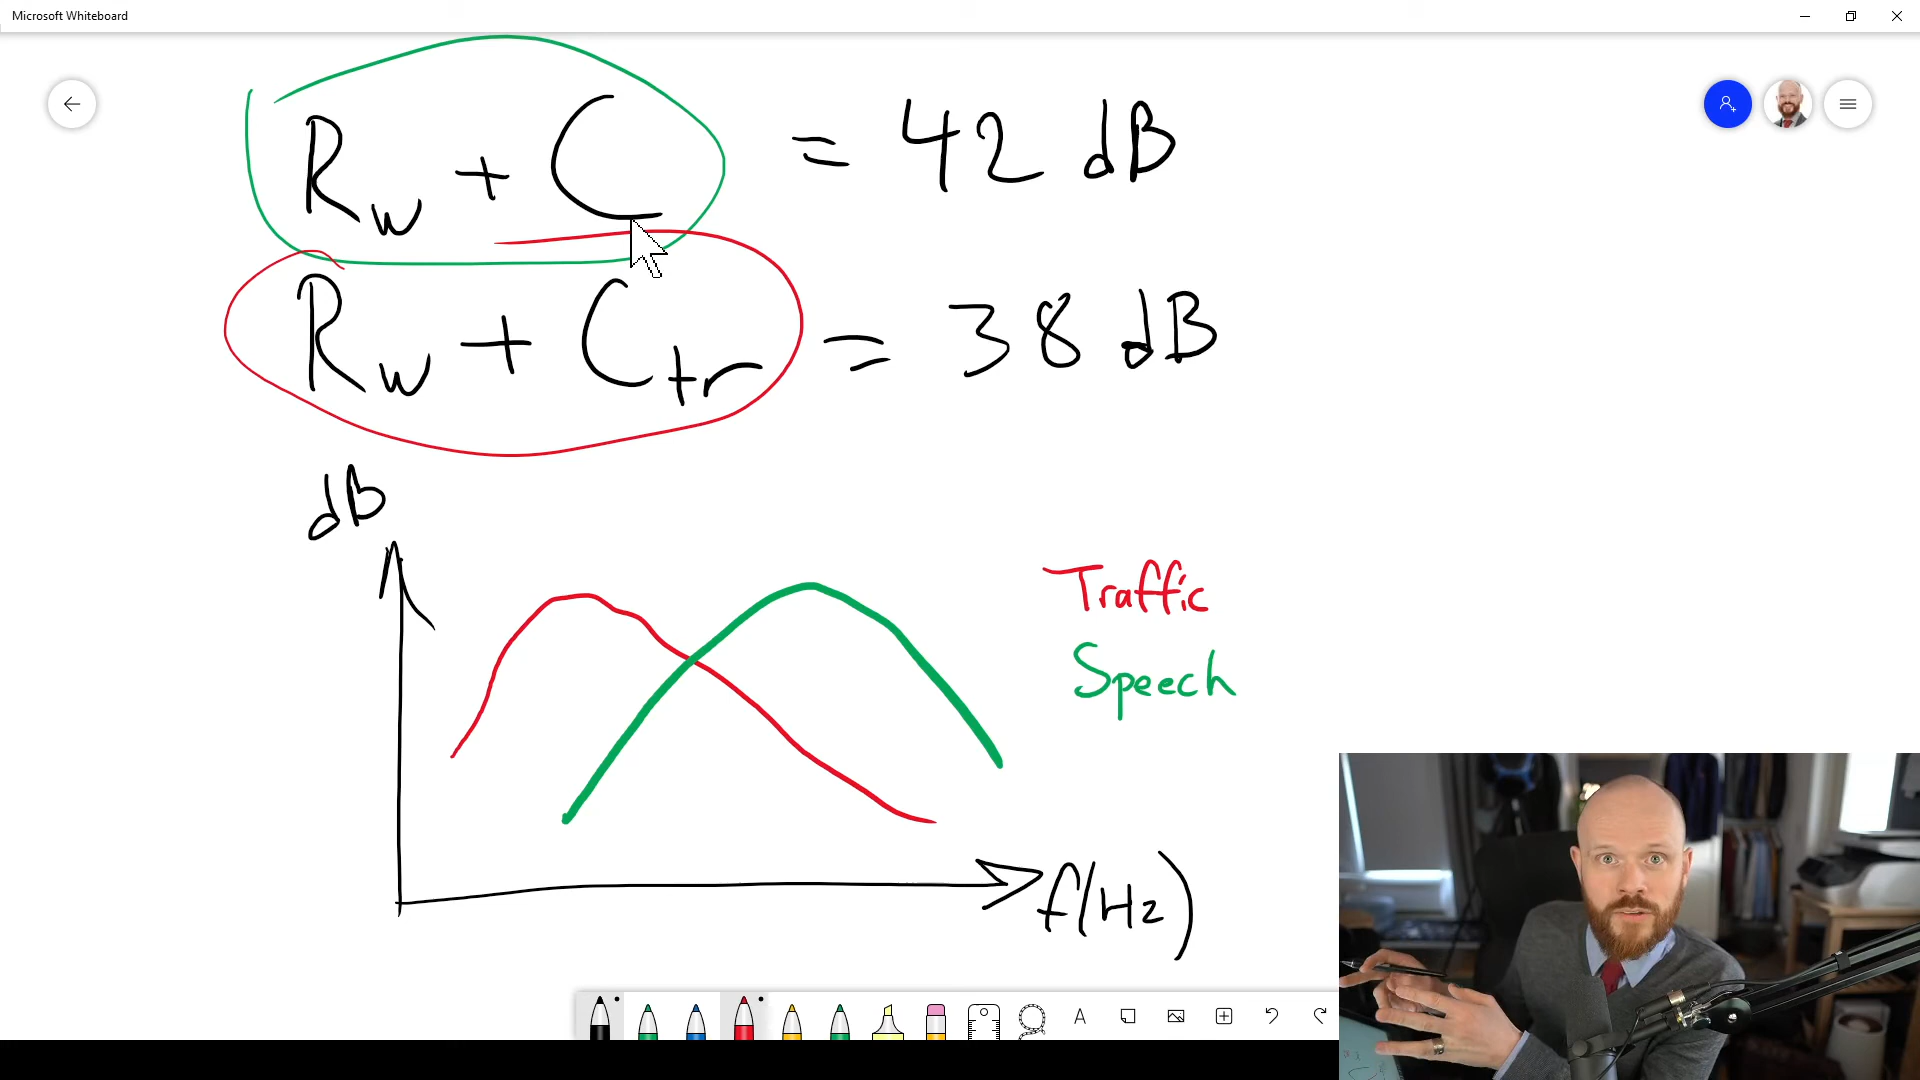 Microsoft Whiteboard
Rw + C = 42 dB
Rw + Ctr = 38 dB
dB
Traffic
Speech
f(Hz)
A